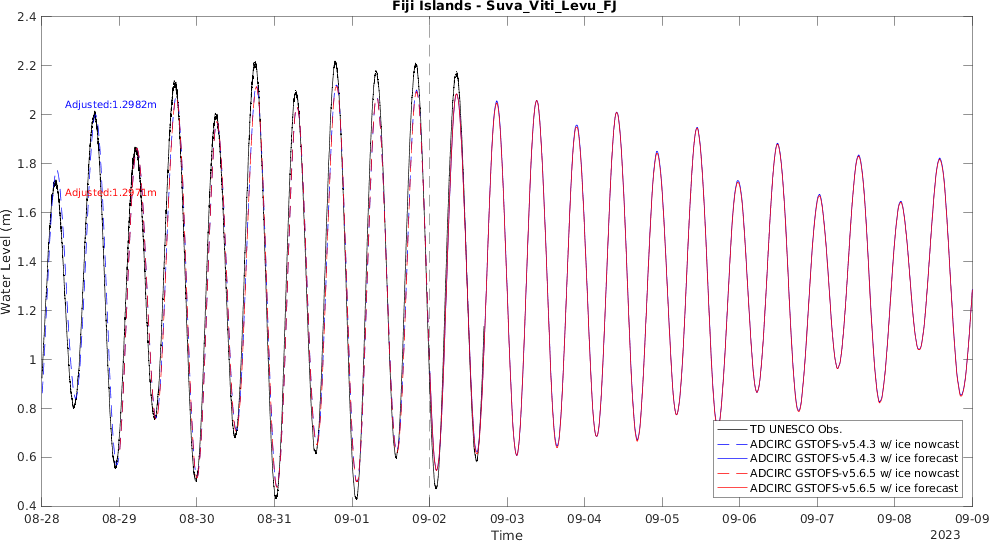 Fiji Islands - Suva_Viti_Levu_FJ
2.4
2.2
2
1.8
1.6
1.4
1.2
1
0.8
0.6
0.4
Water Level (m)
Adjusted:1.2982m
Adjusted:1.2971m
TD UNESCO Obs.
ADCIRC GSTOFS-v5.4.3 w/ ice nowcast
ADCIRC GSTOFS-v5.4.3 w/ ice forecast
ADCIRC GSTOFS-v5.6.5 w/ ice nowcast
ADCIRC GSTOFS-v5.6.5 w/ ice forecast
08-28 08-29 08-30 08-31 09-01 09-02 09-03 09-04 09-05 09-06 09-07 09-08 09-09
Time
2023